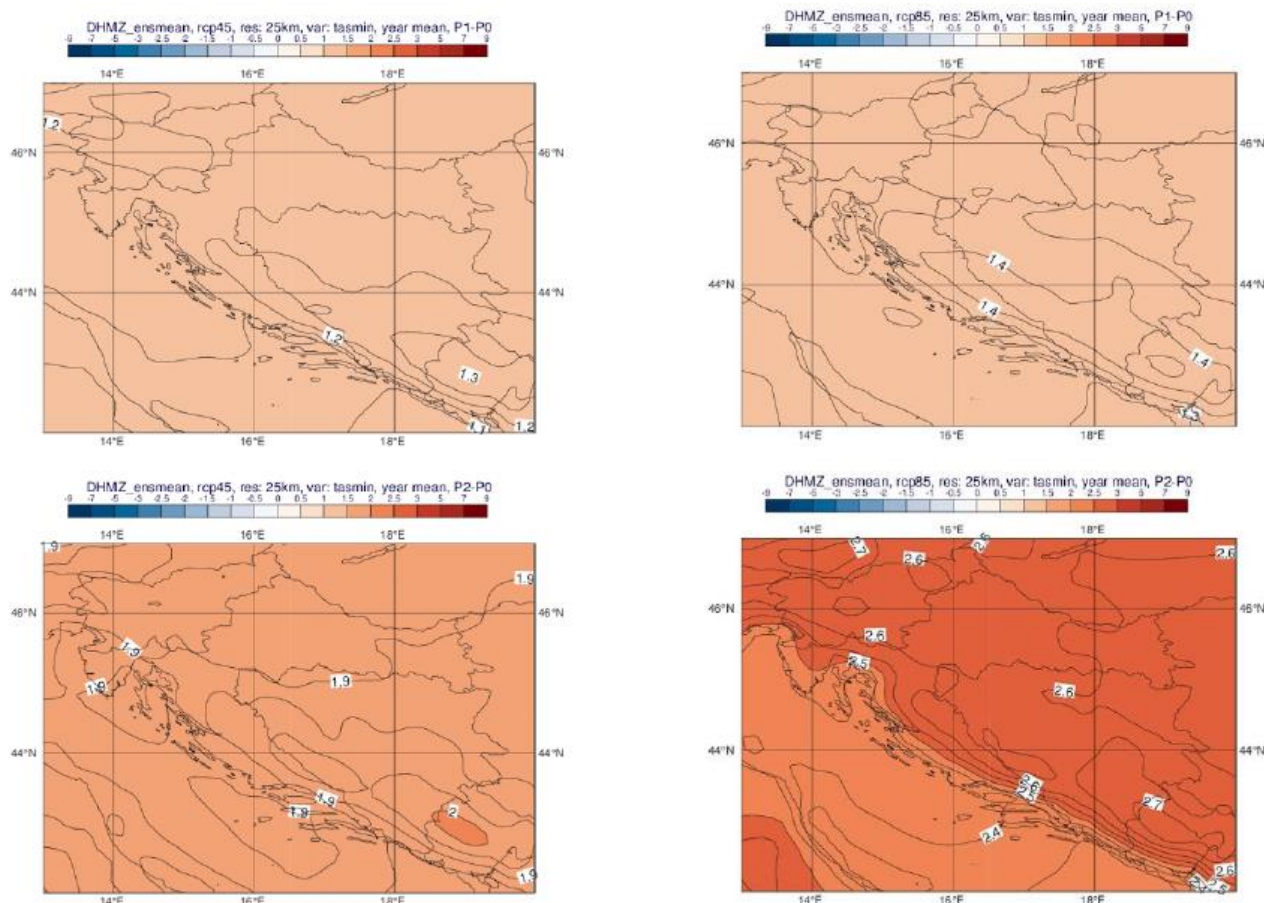 DHMZ_ensmean, rcp45, res: 25km, var: tasmin, year mean, P1-P0
-9 -7 -5 -3 -2.5 -2 -1.5 -1 -0.5 0 0.5 1 1.5 2 2.5 3 5 7 9
14°E 16°E 18°E
1.2
46°N
44°N
1.2
1.3
1.2
14°E 16°E 18°E
DHMZ_ensmean, rcp85, res: 25km, var: tasmin, year mean, P1-P0
-9 -7 -5 -3 -2.5 -2 -1.5 -1 -0.5 0 0.5 1 1.5 2 2.5 3 5 7 9
14°E 16°E 18°E
46°N 46°N
1.4
44°N 44°N
1.4
1.4
1.3
14°E 16°E 18°E
DHMZ_ensmean, rcp45, res: 25km, var: tasmin, year mean, P2-P0
-9 -7 -5 -3 -2.5 -2 -1.5 -1 -0.5 0 0.5 1 1.5 2 2.5 3 5 7 9
14°E 16°E 18°E
1.9 1.9
46°N
1.9
1.9 1.9
44°N
1.9
1.9 2
1.9
14°E 16°E 18°E
DHMZ_ensmean, rcp85, res: 25km, var: tasmin, year mean, P2-P0
-9 -7 -5 -3 -2.5 -2 -1.5 -1 -0.5 0 0.5 1 1.5 2 2.5 3 5 7 9
14°E 16°E 18°E
2.7 2.6 2.6
46°N 46°N
2.6
2.5
2.6
44°N 44°N
2.6 2.7
2.4
2.6
14°E 16°E 18°E